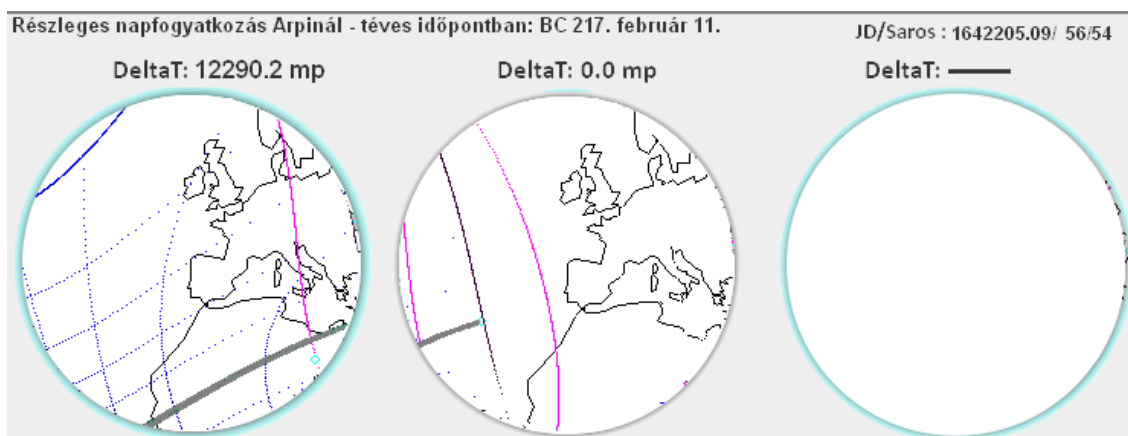 Részleges napfogyatkozás Arpinál - téves időpontban: BC 217. február 11.
JD/Saros : 1642205.09/ 56/54
DeltaT: 12290.2 mp
DeltaT: 0.0 mp
DeltaT: ——